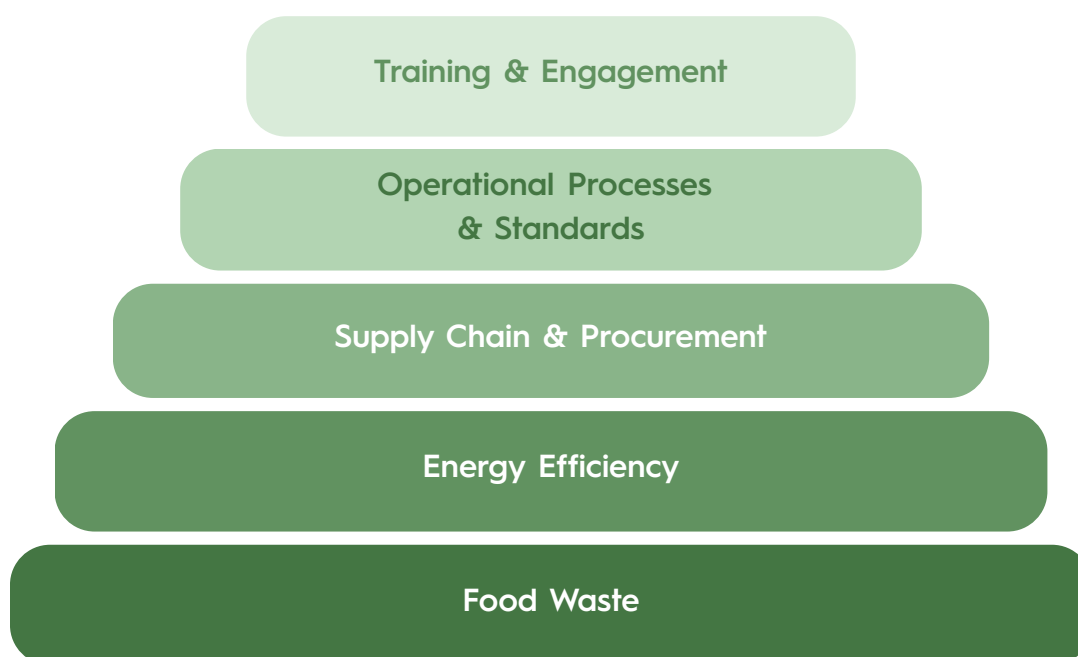 Training & Engagement
Operational Processes
& Standards
Supply Chain & Procurement
Energy Efficiency
Food Waste